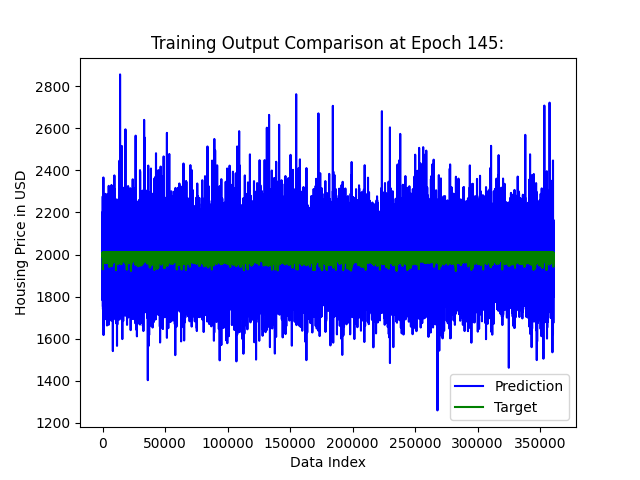 Training Output Comparison at Epoch 145:
Housing Price in USD
2800
2600
2400
2200
2000
1800
1600
1400
1200
0 50000 100000 150000 200000 250000 300000 350000
Data Index
Prediction
Target